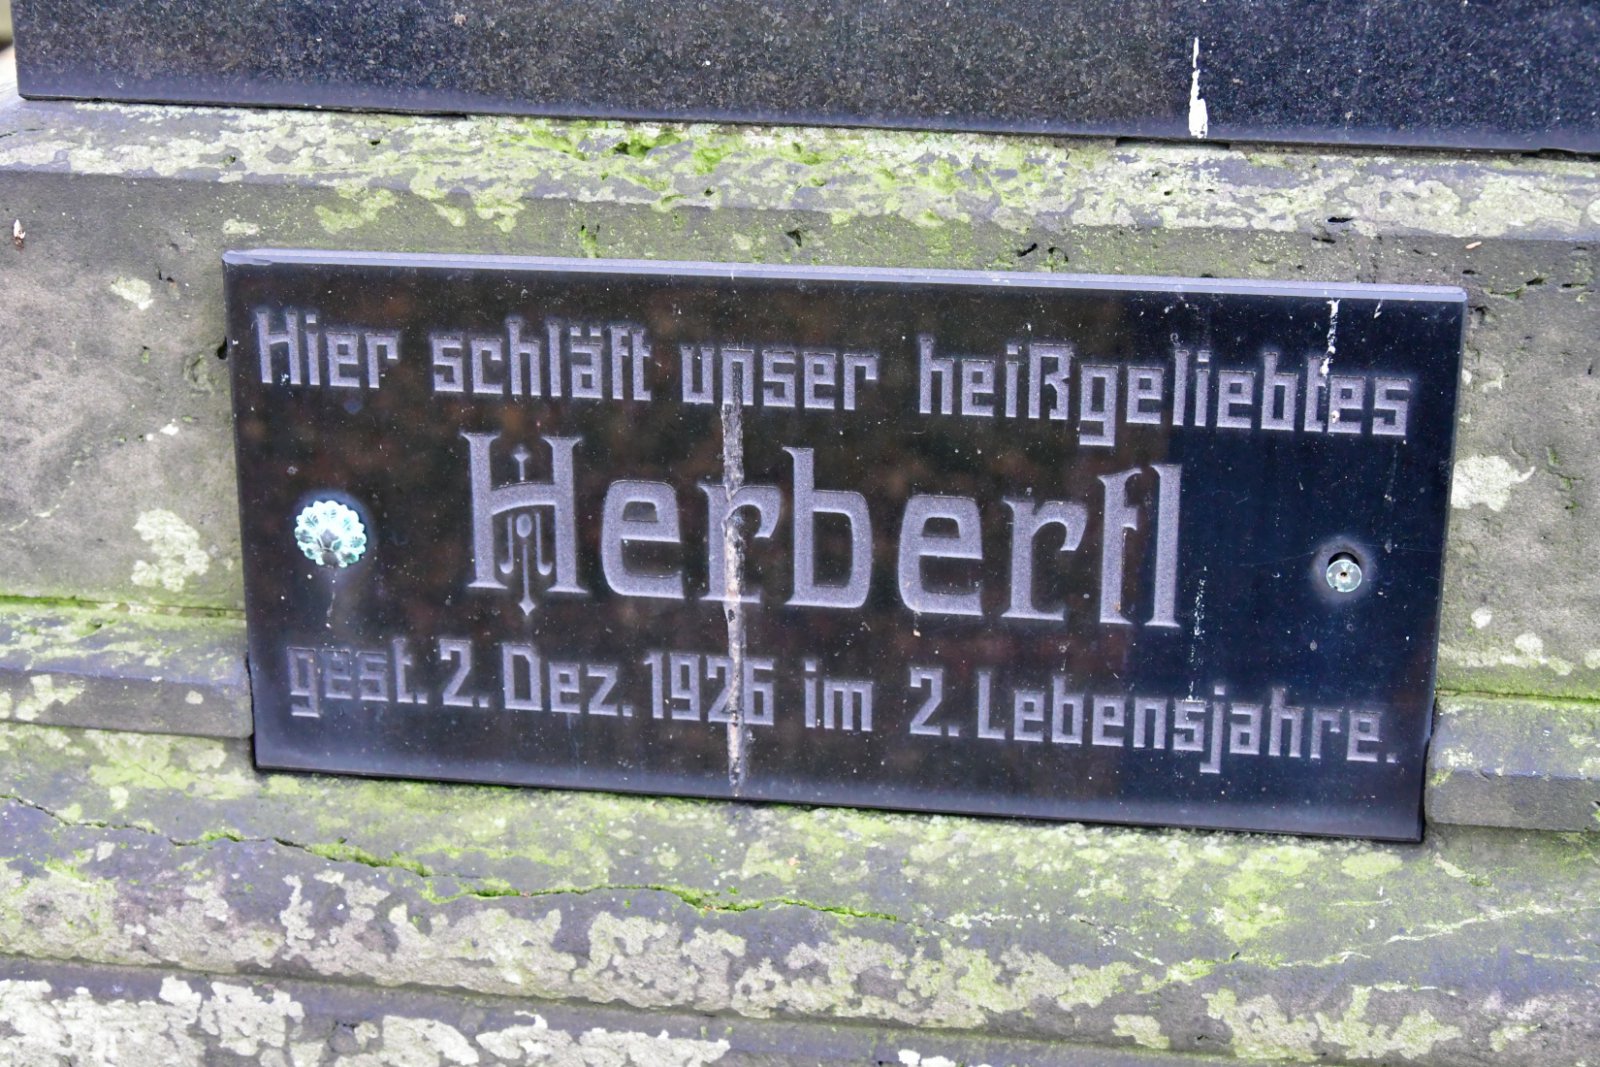 Hier schläft unser heißgeliebtes
Herbertl
gest. 2. Dez. 1926 im 2. Lebensjahre.